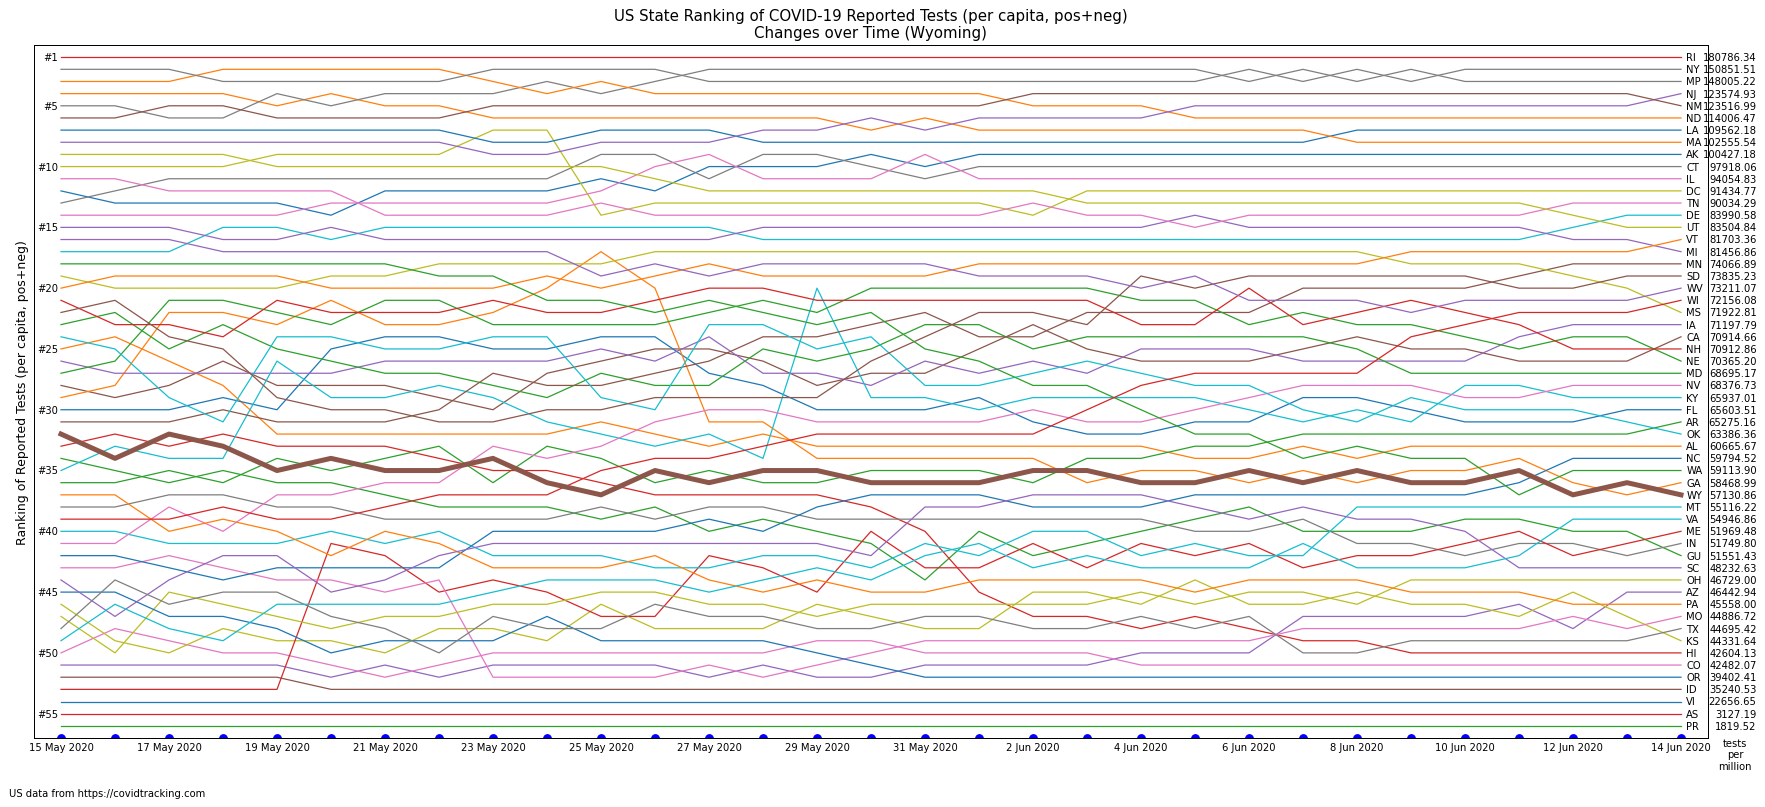 US State Ranking of COVID-19 Reported Tests (per capita, pos+neg)
Changes over Time (Wyoming)
Ranking of Reported Tests (per capita, pos+neg)
#1
#5
#10
#15
#20
#25
#30
#35
#40
#45
#50
#55
RI 180786.34
NY 150851.51
MP 148005.22
NJ 123574.93
NM 123516.99
ND 114006.47
LA 109562.18
MA 102555.54
AK 100427.18
CT 97918.06
IL 94054.83
DC 91434.77
TN 90034.29
DE 83990.58
UT 83504.84
VT 81703.36
MI 81456.86
MN 74066.89
SD 73835.23
WV 73211.07
WI 72156.08
MS 71922.81
IA 71197.79
CA 70914.66
NH 70912.86
NE 70365.20
MD 68695.17
NV 68376.73
KY 65937.01
FL 65603.51
AR 65275.16
OK 63386.36
AL 60665.67
NC 59794.52
WA 59113.90
GA 58468.99
WY 57130.86
MT 55116.22
VA 54946.86
ME 51969.48
IN 51749.80
GU 51551.43
SC 48232.63
OH 46729.00
AZ 46442.94
PA 45558.00
MO 44886.72
TX 44695.42
KS 44331.64
HI 42604.13
CO 42482.07
OR 39402.41
ID 35240.53
VI 22656.65
AS 3127.19
PR 1819.52
15 May 2020 17 May 2020 19 May 2020 21 May 2020 23 May 2020 25 May 2020 27 May 2020 29 May 2020 31 May 2020 2 Jun 2020 4 Jun 2020 6 Jun 2020 8 Jun 2020 10 Jun 2020 12 Jun 2020 14 Jun 2020
tests
per
million
US data from https://covidtracking.com